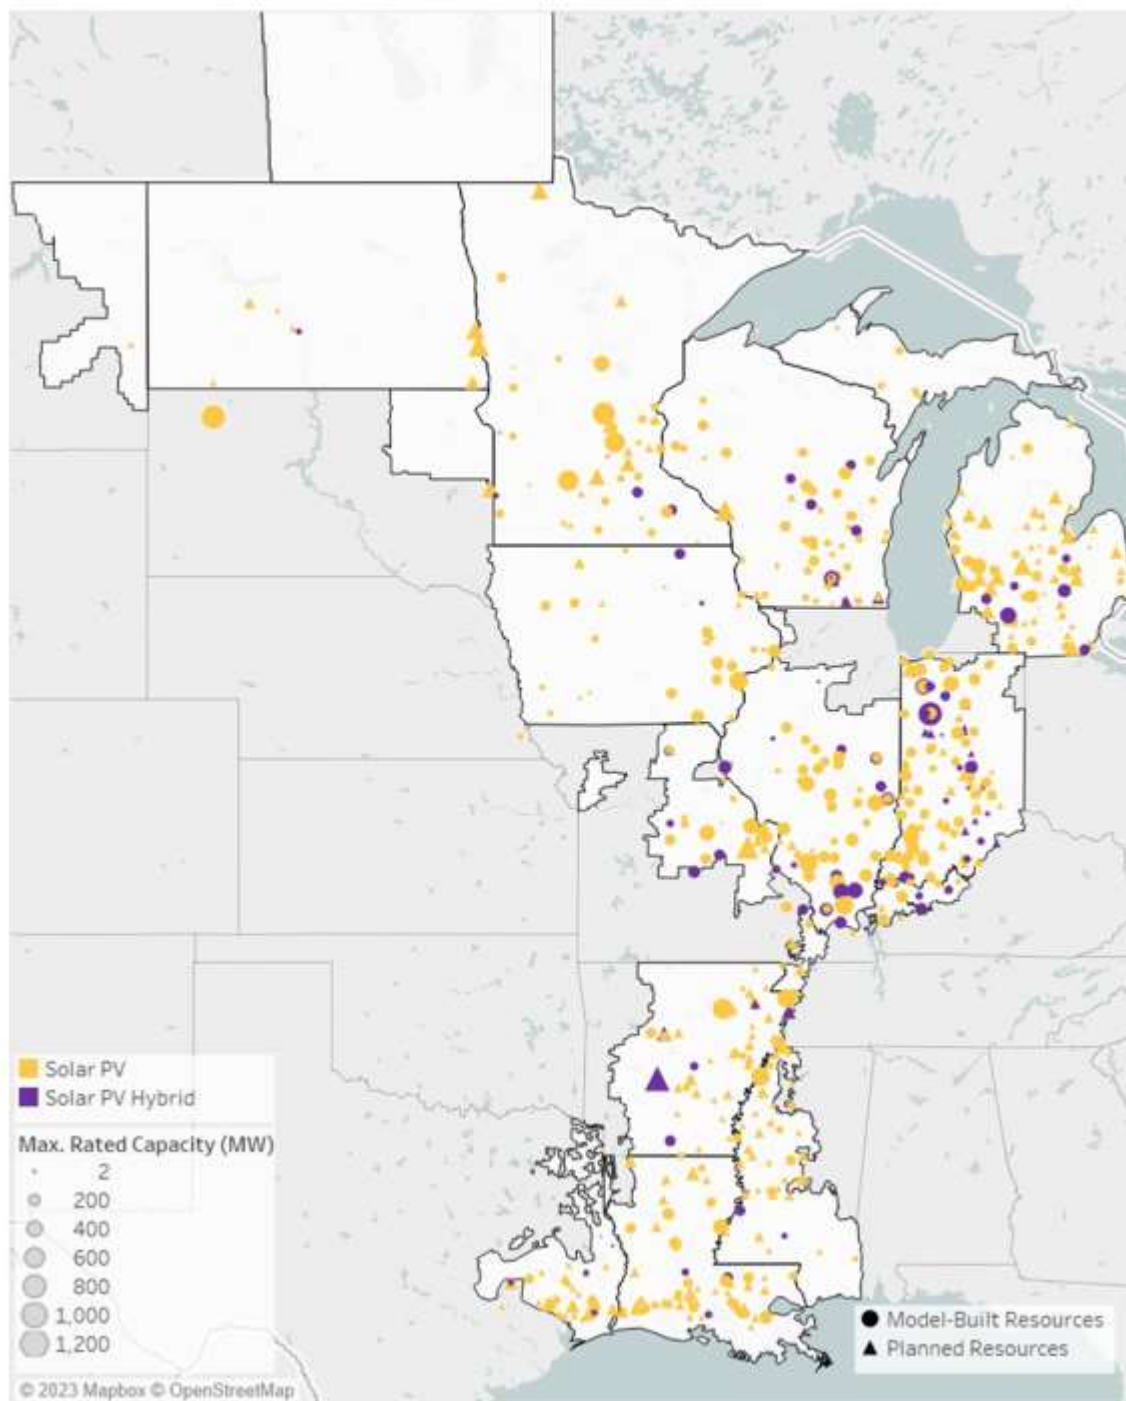 Solar PV
Solar PV Hybrid
Max. Rated Capacity (MW)
2
200
400
600
800
1,000
1,200
Model-Built Resources
Planned Resources
© 2023 Mapbox © OpenStreetMap